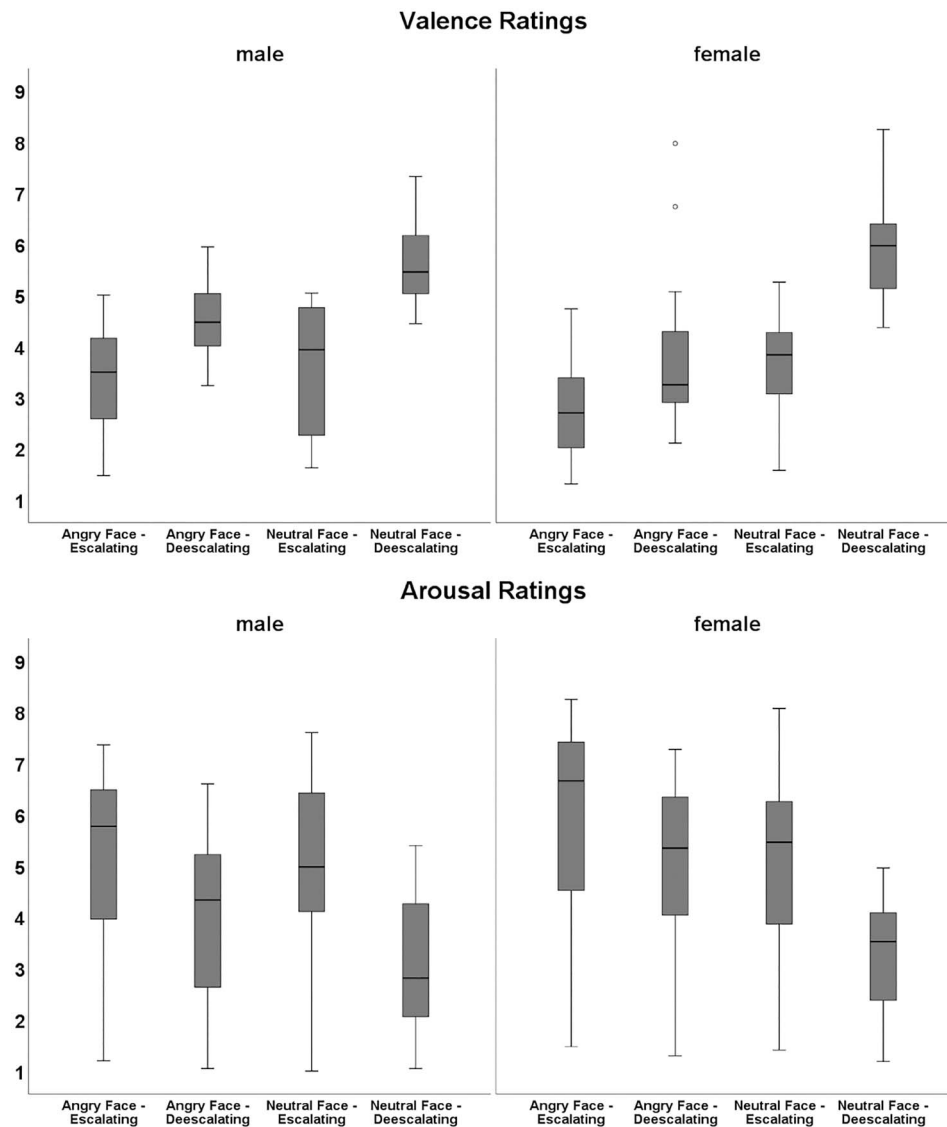 Valence Ratings
male
female
9
8
7
6
5
4
3
2
1
Angry Face -
Escalating
Angry Face -
Deescalating
Neutral Face -
Escalating
Neutral Face -
Deescalating
Angry Face -
Escalating
Angry Face -
Deescalating
Neutral Face -
Escalating
Neutral Face -
Deescalating
Arousal Ratings
male
female
9
8
7
6
5
4
3
2
1
Angry Face -
Escalating
Angry Face -
Deescalating
Neutral Face -
Escalating
Neutral Face -
Deescalating
Angry Face -
Escalating
Angry Face -
Deescalating
Neutral Face -
Escalating
Neutral Face -
Deescalating